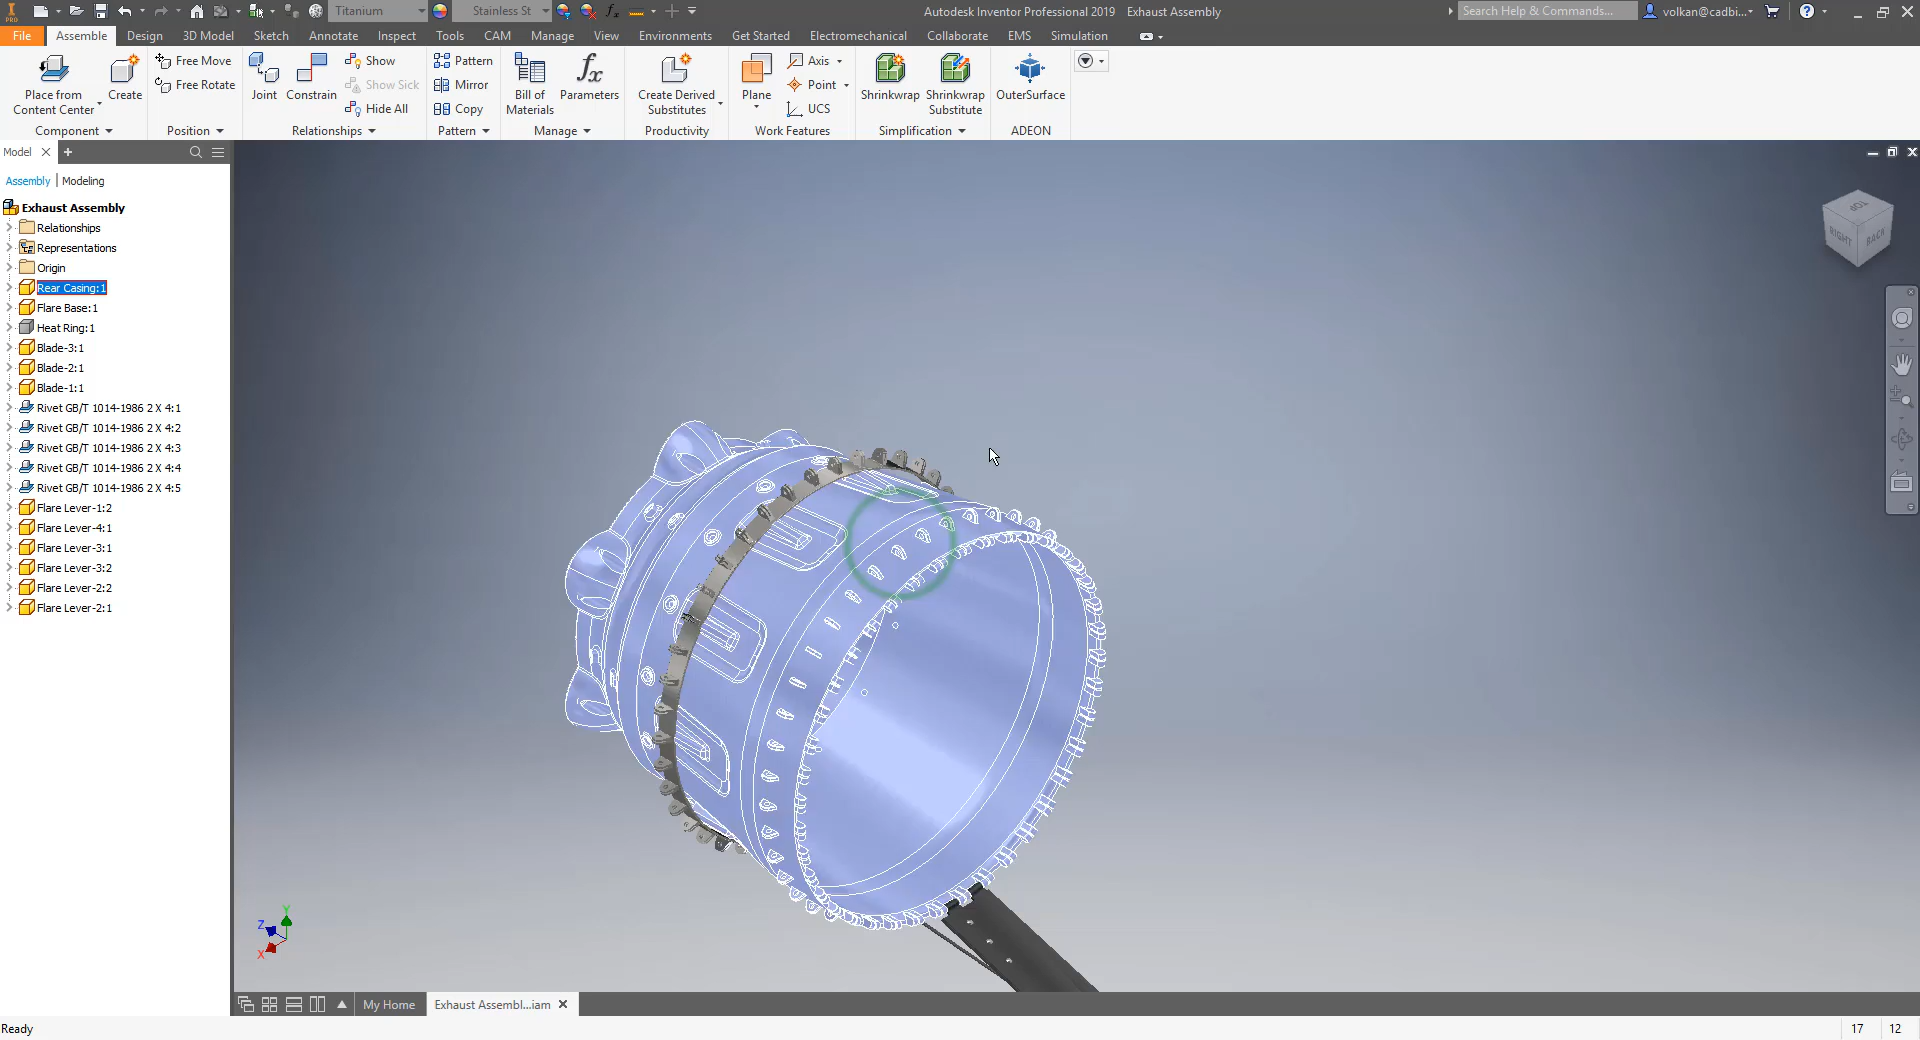 PRO
Titanium
Stainless St
fx
Autodesk Inventor Professional 2019 Exhaust Assembly
Search Help & Commands...
volkan@cadbi...
File Assemble Design 3D Model Sketch Annotate Inspect Tools CAM Manage View Environments Get Started Electromechanical Collaborate EMS Simulation
Place from
Content Center
Create
Component
Free Move
Free Rotate
Position
Joint
Constrain
Show
Show Sick
Hide All
Relationships
Pattern
Mirror
Copy
Pattern
Bill of
Materials
fx
Parameters
Manage
Create Derived
Substitutes
Productivity
Plane
Axis
Point
UCS
Work Features
Shrinkwrap
Shrinkwrap
Substitute
Simplification
OuterSurface
ADEON
Model
Assembly | Modeling
Exhaust Assembly
Relationships
Representations
Origin
Rear Casing:1
Flare Base:1
Heat Ring:1
Blade-3:1
Blade-2:1
Blade-1:1
Rivet GB/T 1014-1986 2 X 4:1
Rivet GB/T 1014-1986 2 X 4:2
Rivet GB/T 1014-1986 2 X 4:3
Rivet GB/T 1014-1986 2 X 4:4
Rivet GB/T 1014-1986 2 X 4:5
Flare Lever-1:2
Flare Lever-4:1
Flare Lever-3:1
Flare Lever-3:2
Flare Lever-2:2
Flare Lever-2:1
TOP
RIGHT
BACK
Y
Z
X
My Home
Exhaust Assembl...iam
Ready
17 12